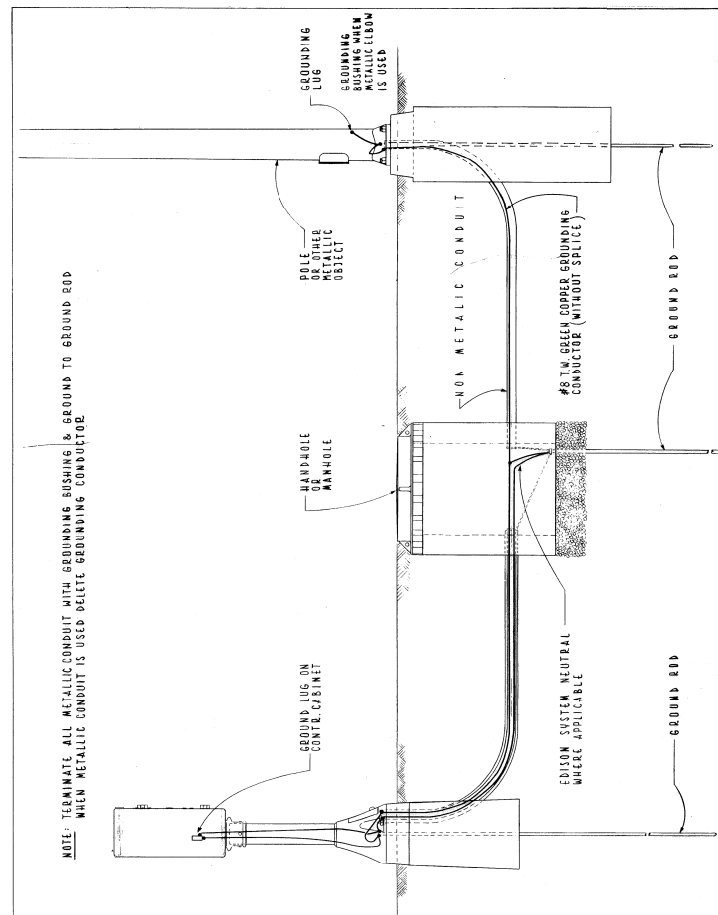 NOTE: TERMINATE ALL METALLIC CONDUIT WITH GROUNDING BUSHING & GROUND TO GROUND ROD
WHEN METALLIC CONDUIT IS USED DELETE GROUNDING CONDUCTOR
GROUND LUG ON
CONTR. CABINET
HANDHOLE
OR
MANHOLE
POLE
OR OTHER
METALLIC
OBJECT
GROUNDING
LUG
GROUNDING
BUSHING WHEN
METALLIC ELBOW
IS USED
NON METALIC CONDUIT
#8 T.W. GREEN COPPER GROUNDING
CONDUCTOR (WITHOUT SPLICE)
EDISON SYSTEM NEUTRAL
WHERE APPLICABLE
GROUND ROD
GROUND ROD